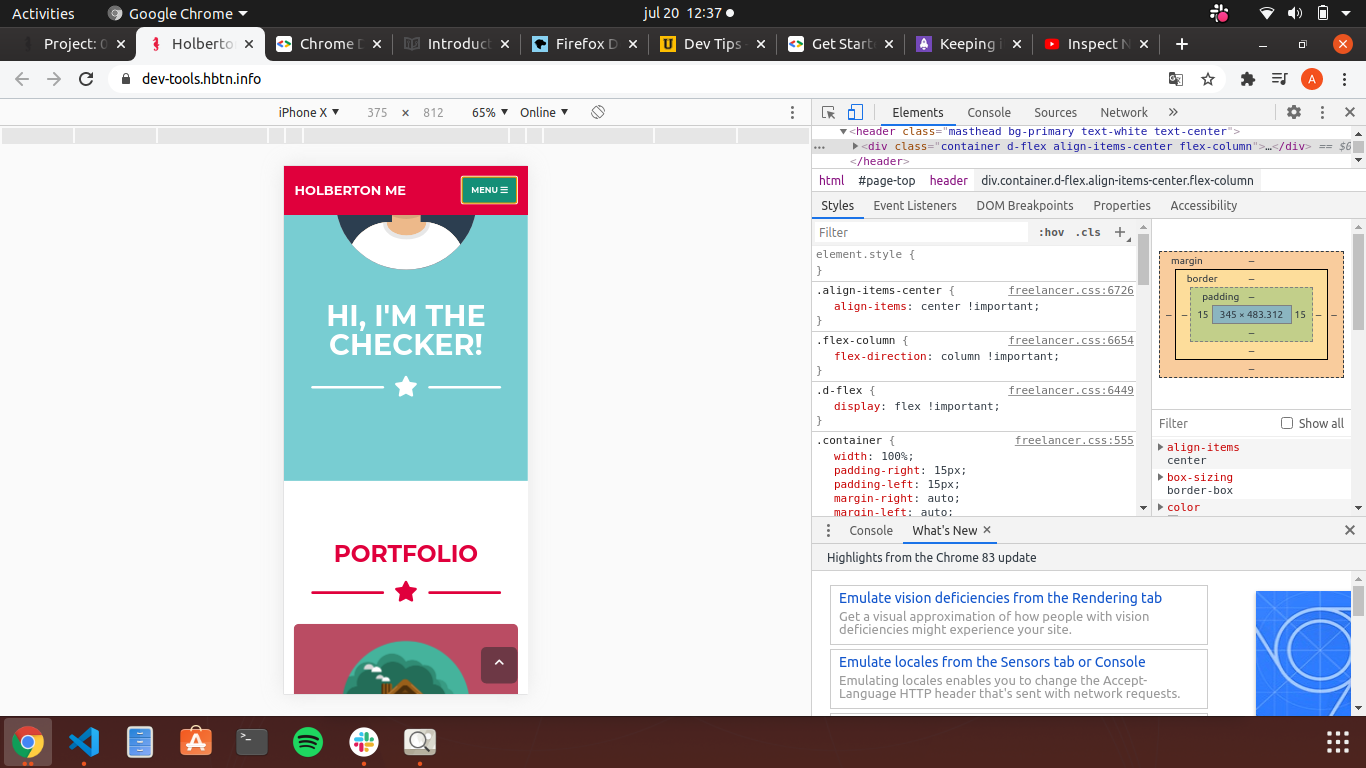 Activities Google Chrome jul 20 12:37
Project: 0 Holberton Chrome D Introduct Firefox D Dev Tips - Get Start Keeping i Inspect N
dev-tools.hbtn.info A
iPhone X 375 × 812 65% Online
Elements Console Sources Network »
<header class="masthead bg-primary text-white text-center">
… <div class="container d-flex align-items-center flex-column">…</div> == $0
</header>
html #page-top header div.container.d-flex.align-items-center.flex-column
Styles Event Listeners DOM Breakpoints Properties Accessibility
Filter :hov .cls +
element.style {
}
.align-items-center { freelancer.css:6726
align-items: center !important;
}
.flex-column { freelancer.css:6654
flex-direction: column !important;
}
.d-flex { freelancer.css:6449
display: flex !important;
}
.container { freelancer.css:555
width: 100%;
padding-right: 15px;
padding-left: 15px;
margin-right: auto;
margin-left: auto;
margin –
border –
padding –
– – 15 345 × 483.312 15 – –
–
–
–
Filter Show all
align-items
center
box-sizing
border-box
color
HOLBERTON ME MENU
HI, I'M THE
CHECKER!
PORTFOLIO
Console What's New
Highlights from the Chrome 83 update
Emulate vision deficiencies from the Rendering tab
Get a visual approximation of how people with vision
deficiencies might experience your site.
Emulate locales from the Sensors tab or Console
Emulating locales enables you to change the Accept-
Language HTTP header that's sent with network requests.